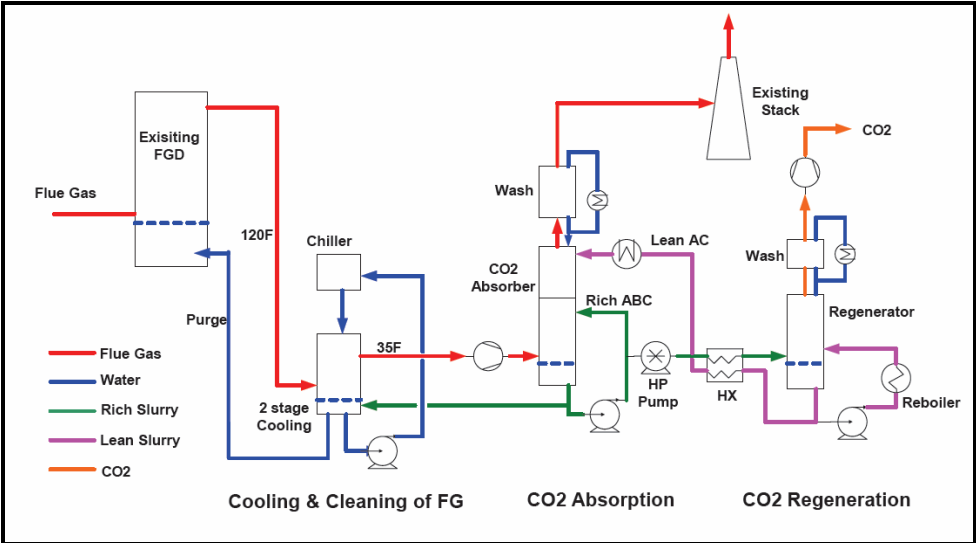 Existing
Stack
CO2
Exisiting
FGD
Wash
Flue Gas
120F
Chiller
Lean AC
Wash
CO2
Absorber
Rich ABC
Regenerator
Purge
35F
Flue Gas
Water
HP
Pump
HX
Reboiler
Rich Slurry
2 stage
Cooling
Lean Slurry
CO2
Cooling & Cleaning of FG
CO2 Absorption
CO2 Regeneration